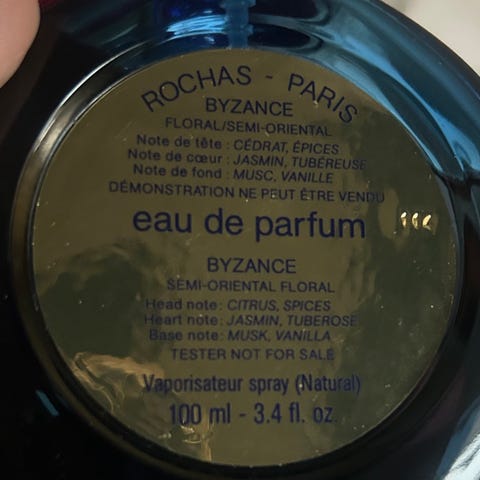 ROCHAS - PARIS
BYZANCE
FLORAL/SEMI-ORIENTAL
Note de tête : CÉDRAT, ÉPICES
Note de cœur : JASMIN, TUBÉREUSE
Note de fond : MUSC, VANILLE
DÉMONSTRATION NE PEUT ÊTRE VENDU
eau de parfum
BYZANCE
SEMI-ORIENTAL FLORAL
Head note : CITRUS, SPICES
Heart note : JASMIN, TUBEROSE
Base note : MUSK, VANILLA
TESTER NOT FOR SALE
Vaporisateur spray (Natural)
100 ml - 3.4 fl. oz.